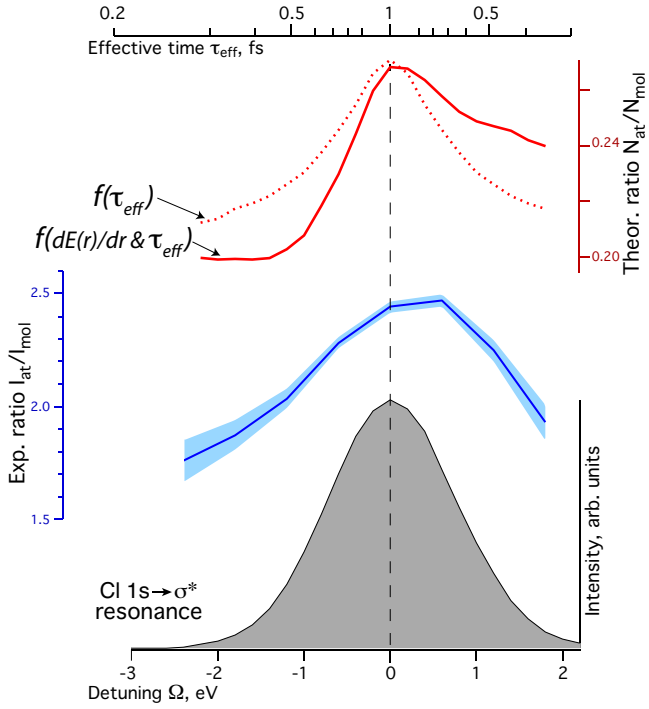 0.2 0.5 1 0.5
Effective time τeff, fs
f(τeff)
f(dE(r)/dr & τeff)
0.24
0.20
Theor. ratio Nat/Nmol
2.5
2.0
1.5
Exp. ratio Iat/Imol
Intensity, arb. units
Cl 1s→σ*
resonance
-3 -2 -1 0 1 2
Detuning Ω, eV